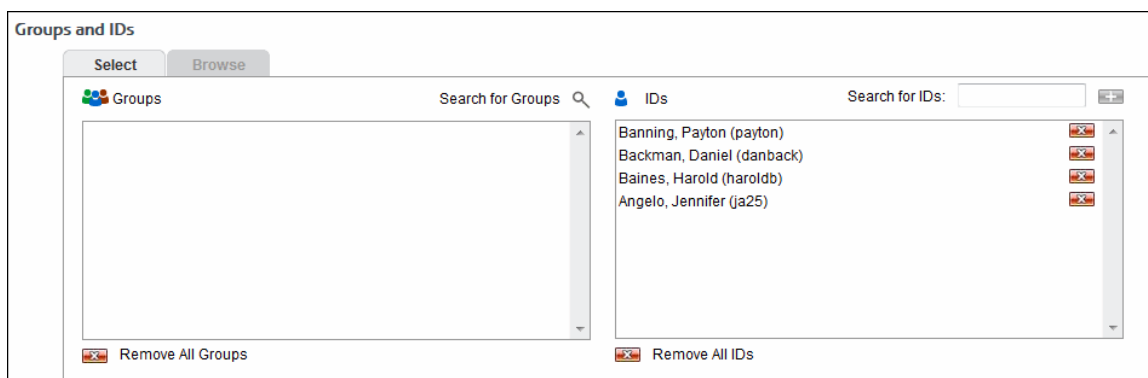 Groups and IDs
Select
Browse
Groups
Search for Groups
IDs
Search for IDs:
Banning, Payton (payton)
Backman, Daniel (danback)
Baines, Harold (haroldb)
Angelo, Jennifer (ja25)
Remove All Groups
Remove All IDs